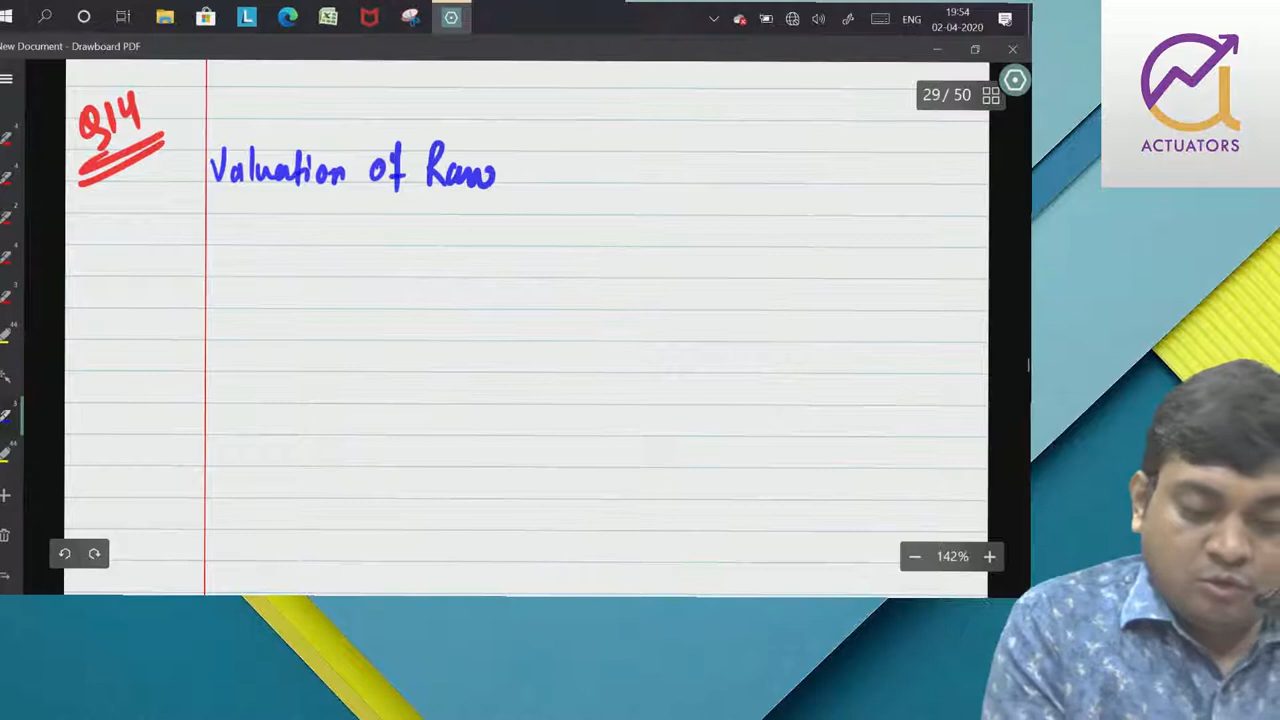 19:54
ENG
02-04-2020
New Document - Drawboard PDF
29 / 50
Q14
Valuation of Raw
142%
ACTUATORS